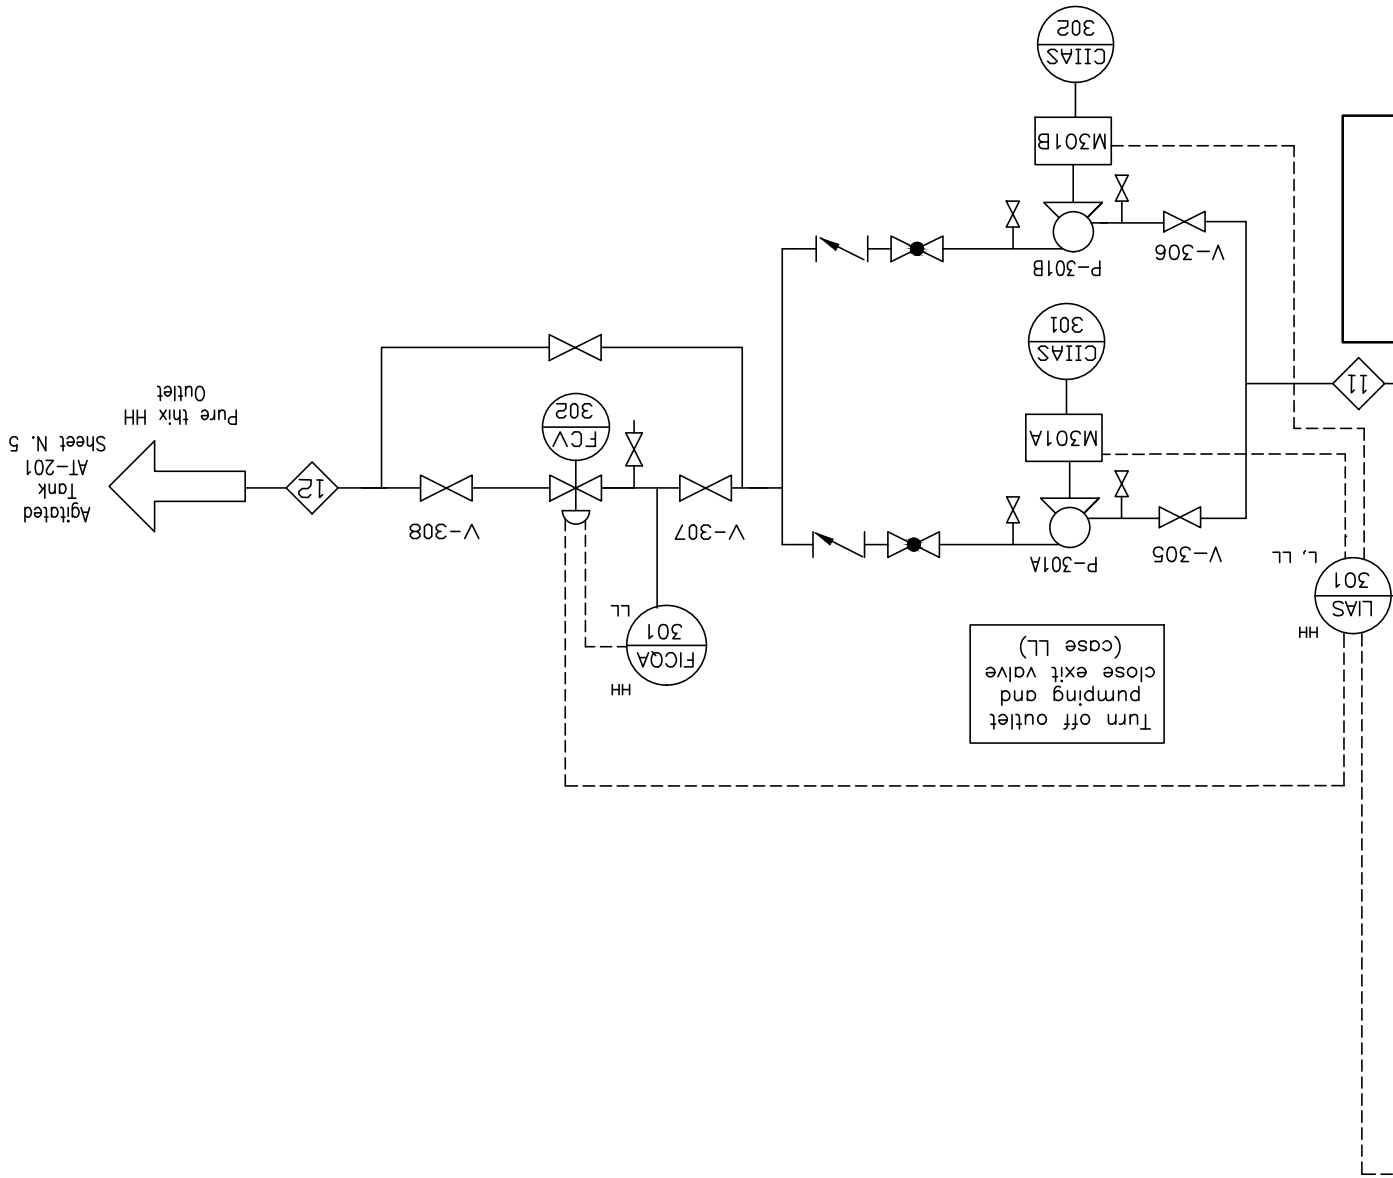 Turn off outlet
pumping and
close exit valve
(case LL)
HH
LIAS
301
L, LL
HH
FICQA
301
LL
P-301A
V-305
V-307
V-308
M301A
CIIAS
301
11
FCV
302
12
Agitated
Tank
AT-201
Sheet N. 5
Pure thix HH
Outlet
P-301B
V-306
M301B
CIIAS
302